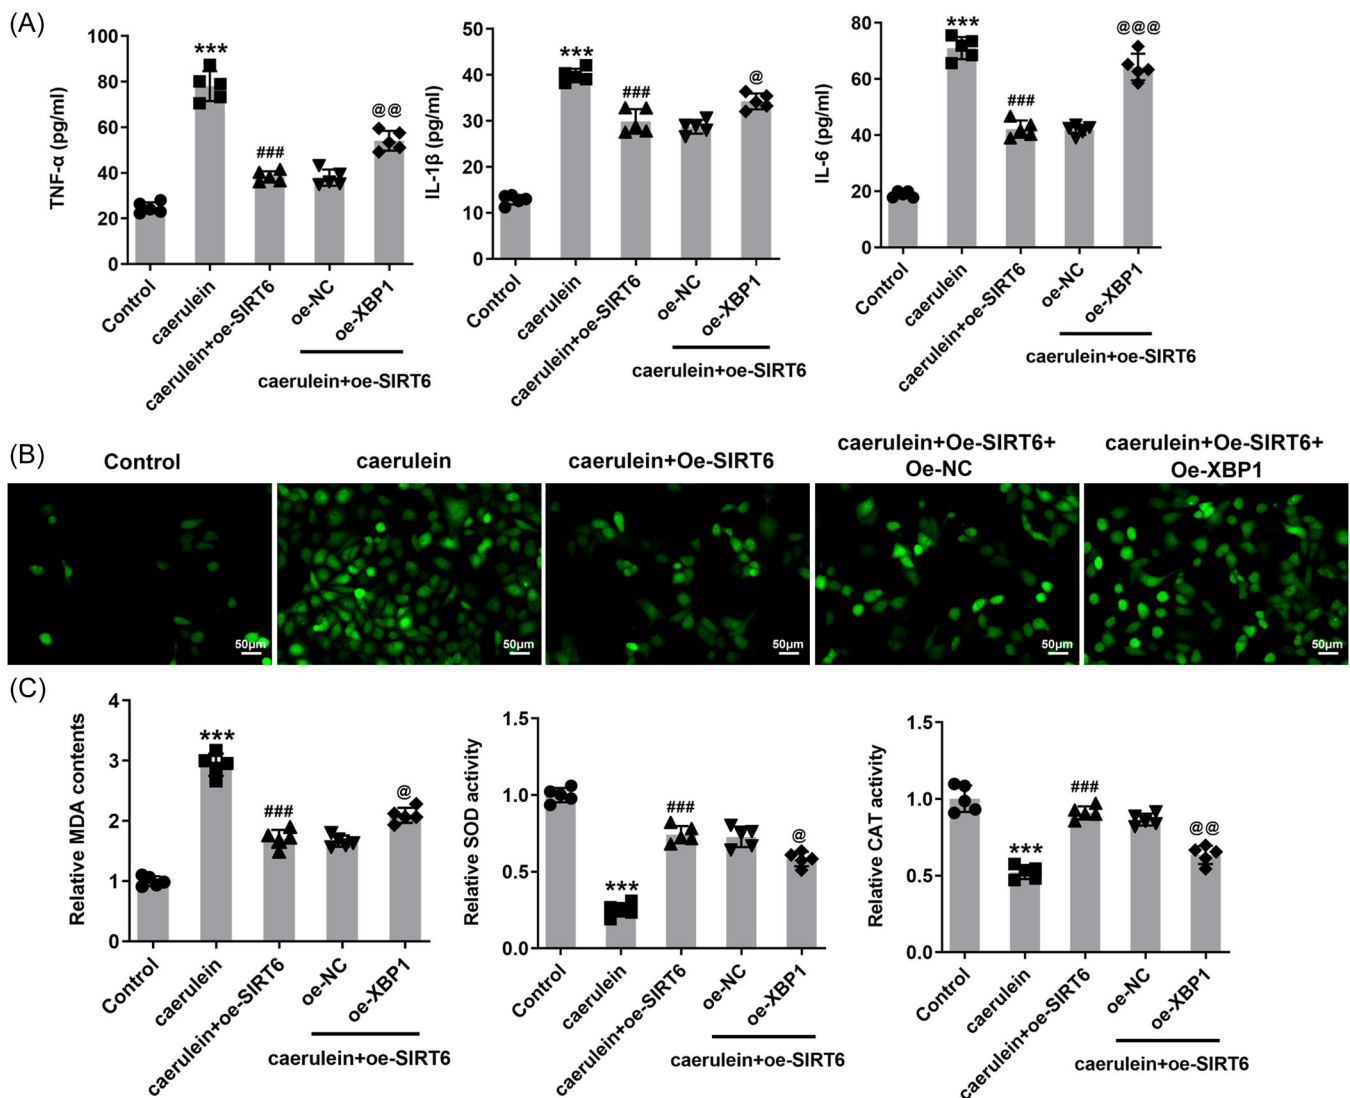 (A)
TNF-α (pg/ml)
100
80
60
40
20
0
***
###
@@
Control
caerulein
caerulein+oe-SIRT6
oe-NC
oe-XBP1
caerulein+oe-SIRT6
IL-1β (pg/ml)
50
40
30
20
10
0
***
###
@
Control
caerulein
caerulein+oe-SIRT6
oe-NC
oe-XBP1
caerulein+oe-SIRT6
IL-6 (pg/ml)
80
60
40
20
0
***
###
@@@
Control
caerulein
caerulein+oe-SIRT6
oe-NC
oe-XBP1
caerulein+oe-SIRT6
(B)
Control
caerulein
caerulein+Oe-SIRT6
caerulein+Oe-SIRT6+
Oe-NC
caerulein+Oe-SIRT6+
Oe-XBP1
50μm
50μm
50μm
50μm
50μm
(C)
Relative MDA contents
4
3
2
1
0
***
###
@
Control
caerulein
caerulein+oe-SIRT6
oe-NC
oe-XBP1
caerulein+oe-SIRT6
Relative SOD activity
1.5
1.0
0.5
0.0
***
###
@
Control
caerulein
caerulein+oe-SIRT6
oe-NC
oe-XBP1
caerulein+oe-SIRT6
Relative CAT activity
1.5
1.0
0.5
0.0
***
###
@@
Control
caerulein
caerulein+oe-SIRT6
oe-NC
oe-XBP1
caerulein+oe-SIRT6